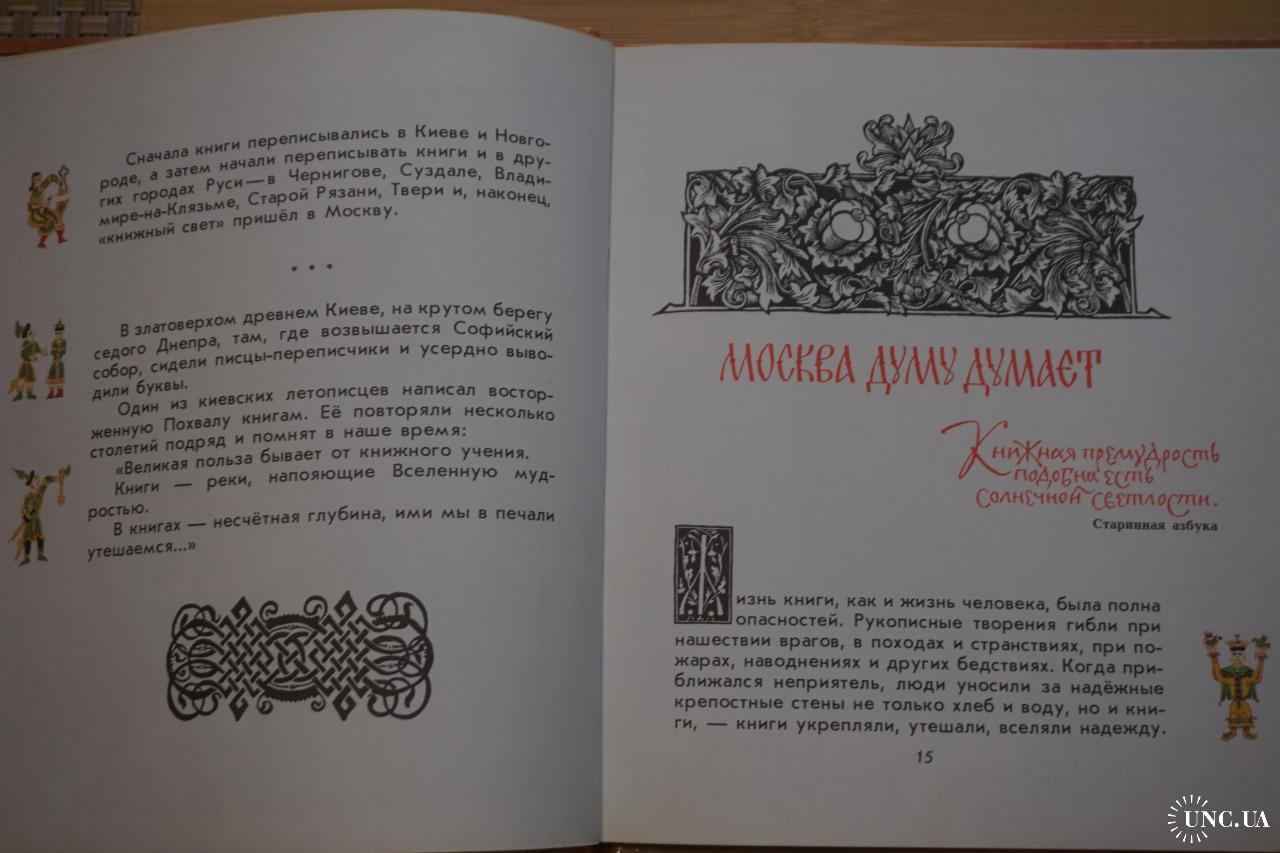 Сначала книги переписывались в Киеве и Новго-
роде, а затем начали переписывать книги и в дру-
гих городах Руси — в Чернигове, Суздале, Влади-
мире-на-Клязьме, Старой Рязани, Твери и, наконец,
«книжный свет» пришёл в Москву.
* * *
В златоверхом древнем Киеве, на крутом берегу
седого Днепра, там, где возвышается Софийский
собор, сидели писцы-переписчики и усердно выво-
дили буквы.
Один из киевских летописцев написал востор-
женную Похвалу книгам. Её повторяли несколько
столетий подряд и помнят в наше время:
«Великая польза бывает от книжного учения.
Книги — реки, напояющие Вселенную муд-
ростью.
В книгах — несчётная глубина, ими мы в печали
утешаемся...»
МОСКВА ДУМУ ДУМАЕТ
Книжная премудрость
подобна есть
солнечной светлости.
Старинная азбука
Жизнь книги, как и жизнь человека, была полна
опасностей. Рукописные творения гибли при
нашествии врагов, в походах и странствиях, при по-
жарах, наводнениях и других бедствиях. Когда при-
ближался неприятель, люди уносили за надёжные
крепостные стены не только хлеб и воду, но и кни-
ги, — книги укрепляли, утешали, вселяли надежду.
15
UNC.UA